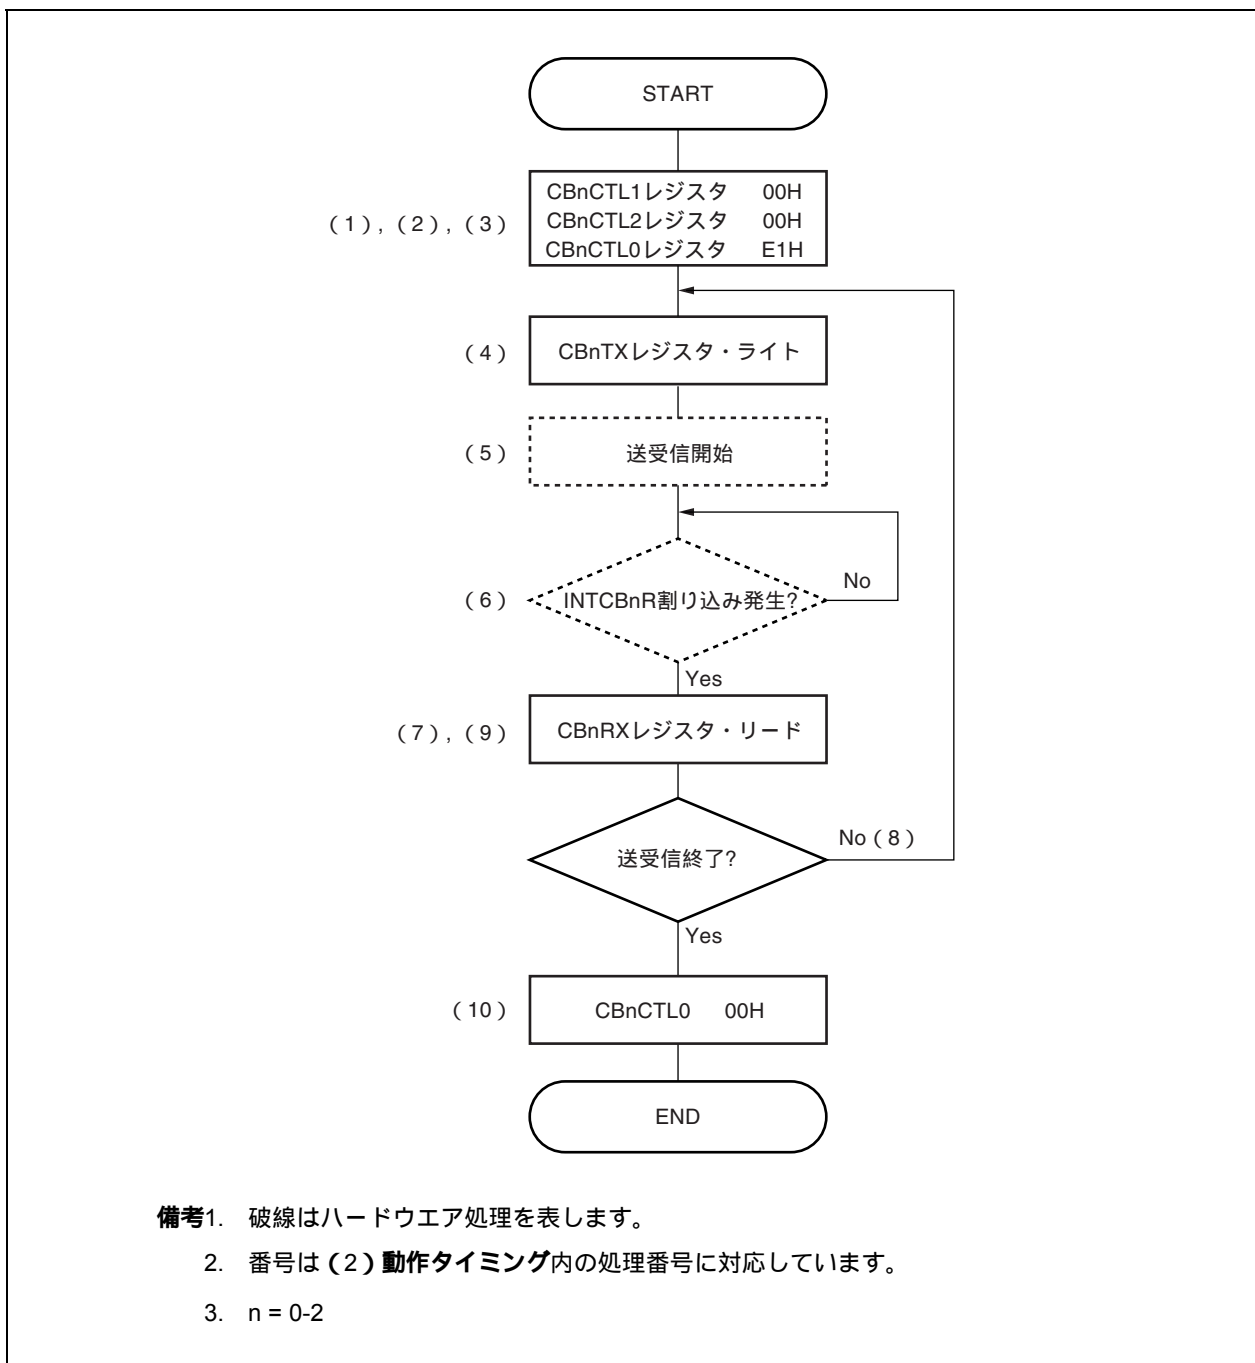 START
CBnCTL1レジスタ 00H
(1), (2), (3) CBnCTL2レジスタ 00H
CBnCTL0レジスタ E1H
(4) CBnTXレジスタ・ライト
(5) 送受信開始
(6) INTCBnR割り込み発生? No
Yes
(7), (9) CBnRXレジスタ・リード
送受信終了? No(8)
Yes
(10) CBnCTL0 00H
END
備考1. 破線はハードウエア処理を表します。
2. 番号は(2)動作タイミング内の処理番号に対応しています。
3. n = 0-2